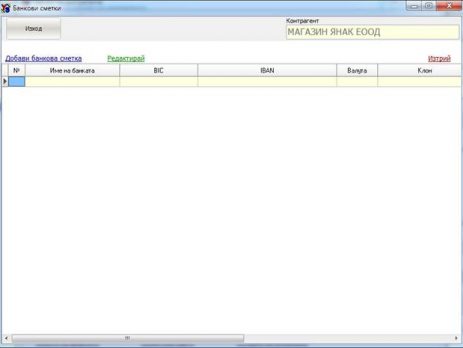 Банкови сметки
Изход
Контрагент
МАГАЗИН ЯНАК ЕООД
Добави банкова сметка Редактирай Изтрий
№ Име на банката BIC IBAN Валута Клон